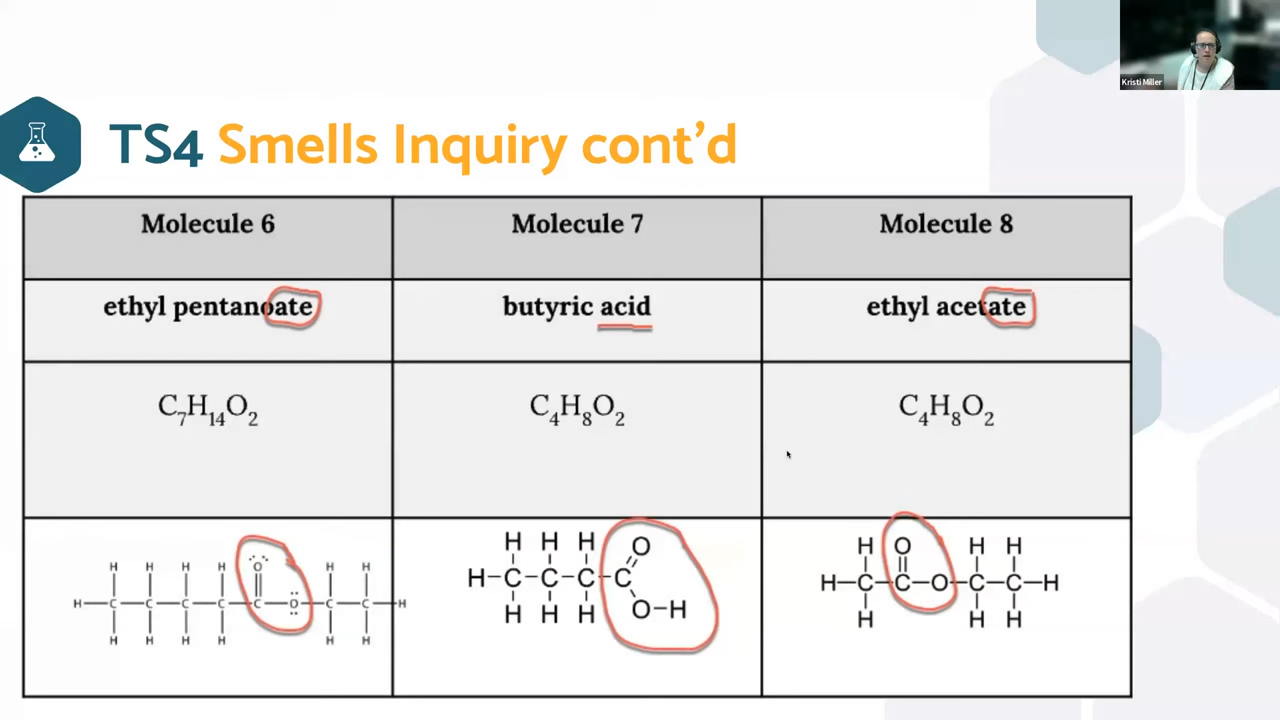 Kristi Miller
TS4 Smells Inquiry cont'd
Molecule 6 Molecule 7 Molecule 8
ethyl pentanoate butyric acid ethyl acetate
C₇H₁₄O₂ C₄H₈O₂ C₄H₈O₂
H H H H O H H
H C C C C C O C C H
H H H H H H
H H H O
H-C-C-C-C
H H H O-H
H O H H
H-C-C-O-C-C-H
H H H